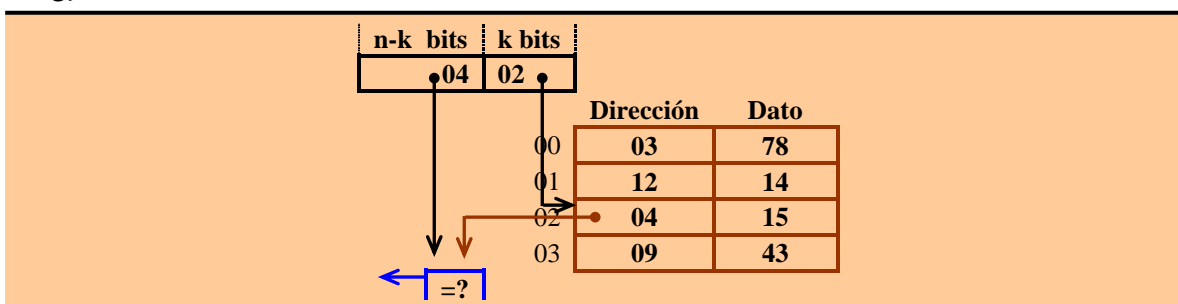 n-k bits k bits
04 02
Dirección Dato
00 03 78
01 12 14
02 04 15
03 09 43
=?